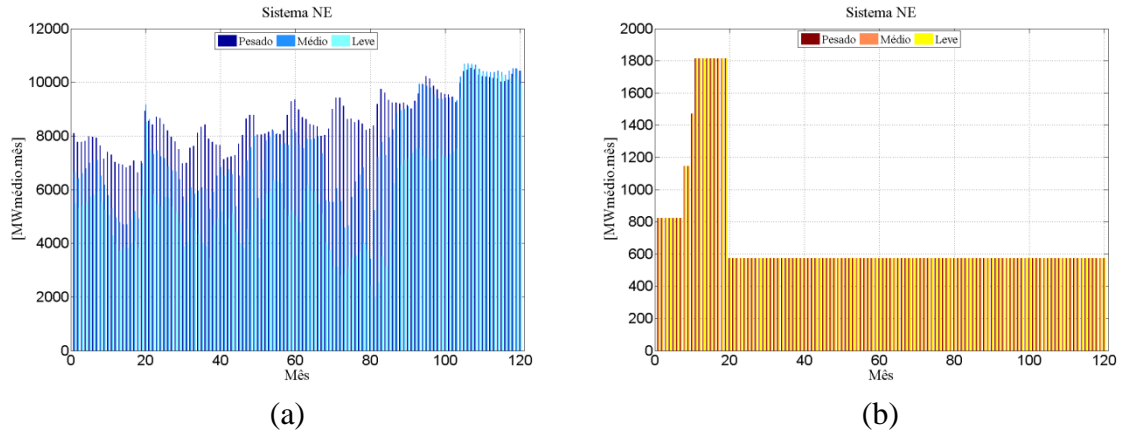 Sistema NE
12000
Pesado Médio Leve
10000
8000
6000
4000
2000
0
[MWmédio.mês]
0 20 40 60 80 100 120
Mês
(a)
Sistema NE
2000
Pesado Médio Leve
1800
1600
1400
1200
1000
800
600
400
200
0
[MWmédio.mês]
0 20 40 60 80 100 120
Mês
(b)